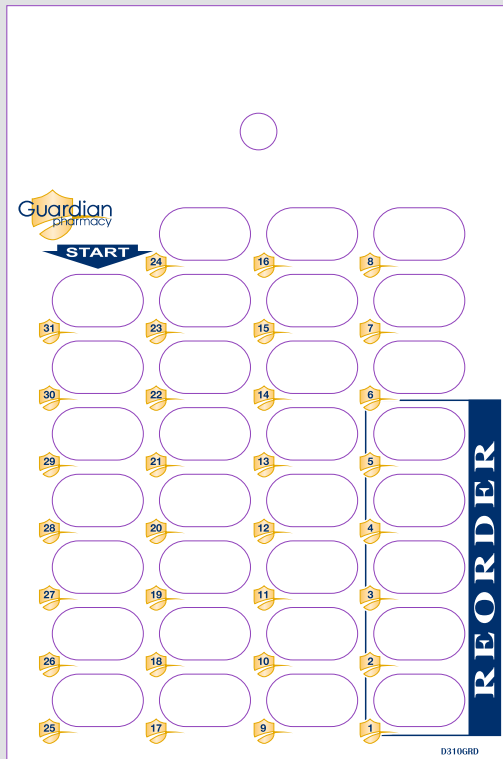 Guardian
pharmacy
START
24 16 8
31 23 15 7
30 22 14 6
29 21 13 5
28 20 12 4
27 19 11 3
26 18 10 2
25 17 9 1
REORDER
D310GRD